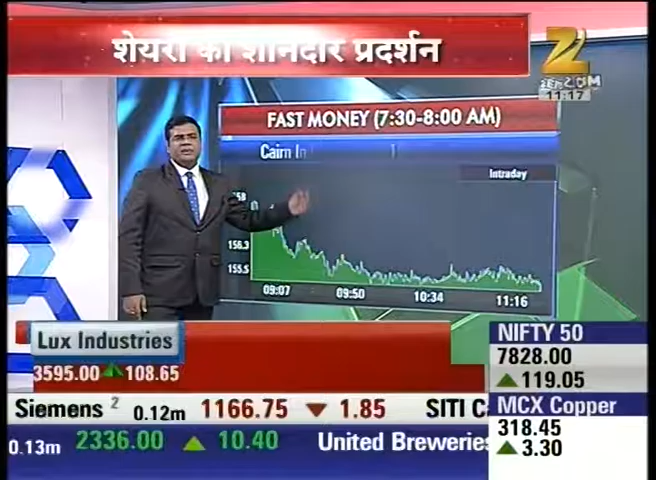 शेयरों का शानदार प्रदर्शन
11:17
FAST MONEY (7:30-8:00 AM)
Cairn In
Intraday
156.3
155.5
09:07 09:50 10:34 11:16
Lux Industries
3595.00 108.65
NIFTY 50
7828.00
119.05
Siemens 2 0.12m 1166.75 1.85 SITI C
MCX Copper
318.45
3.30
0.13m 2336.00 10.40 United Breweries